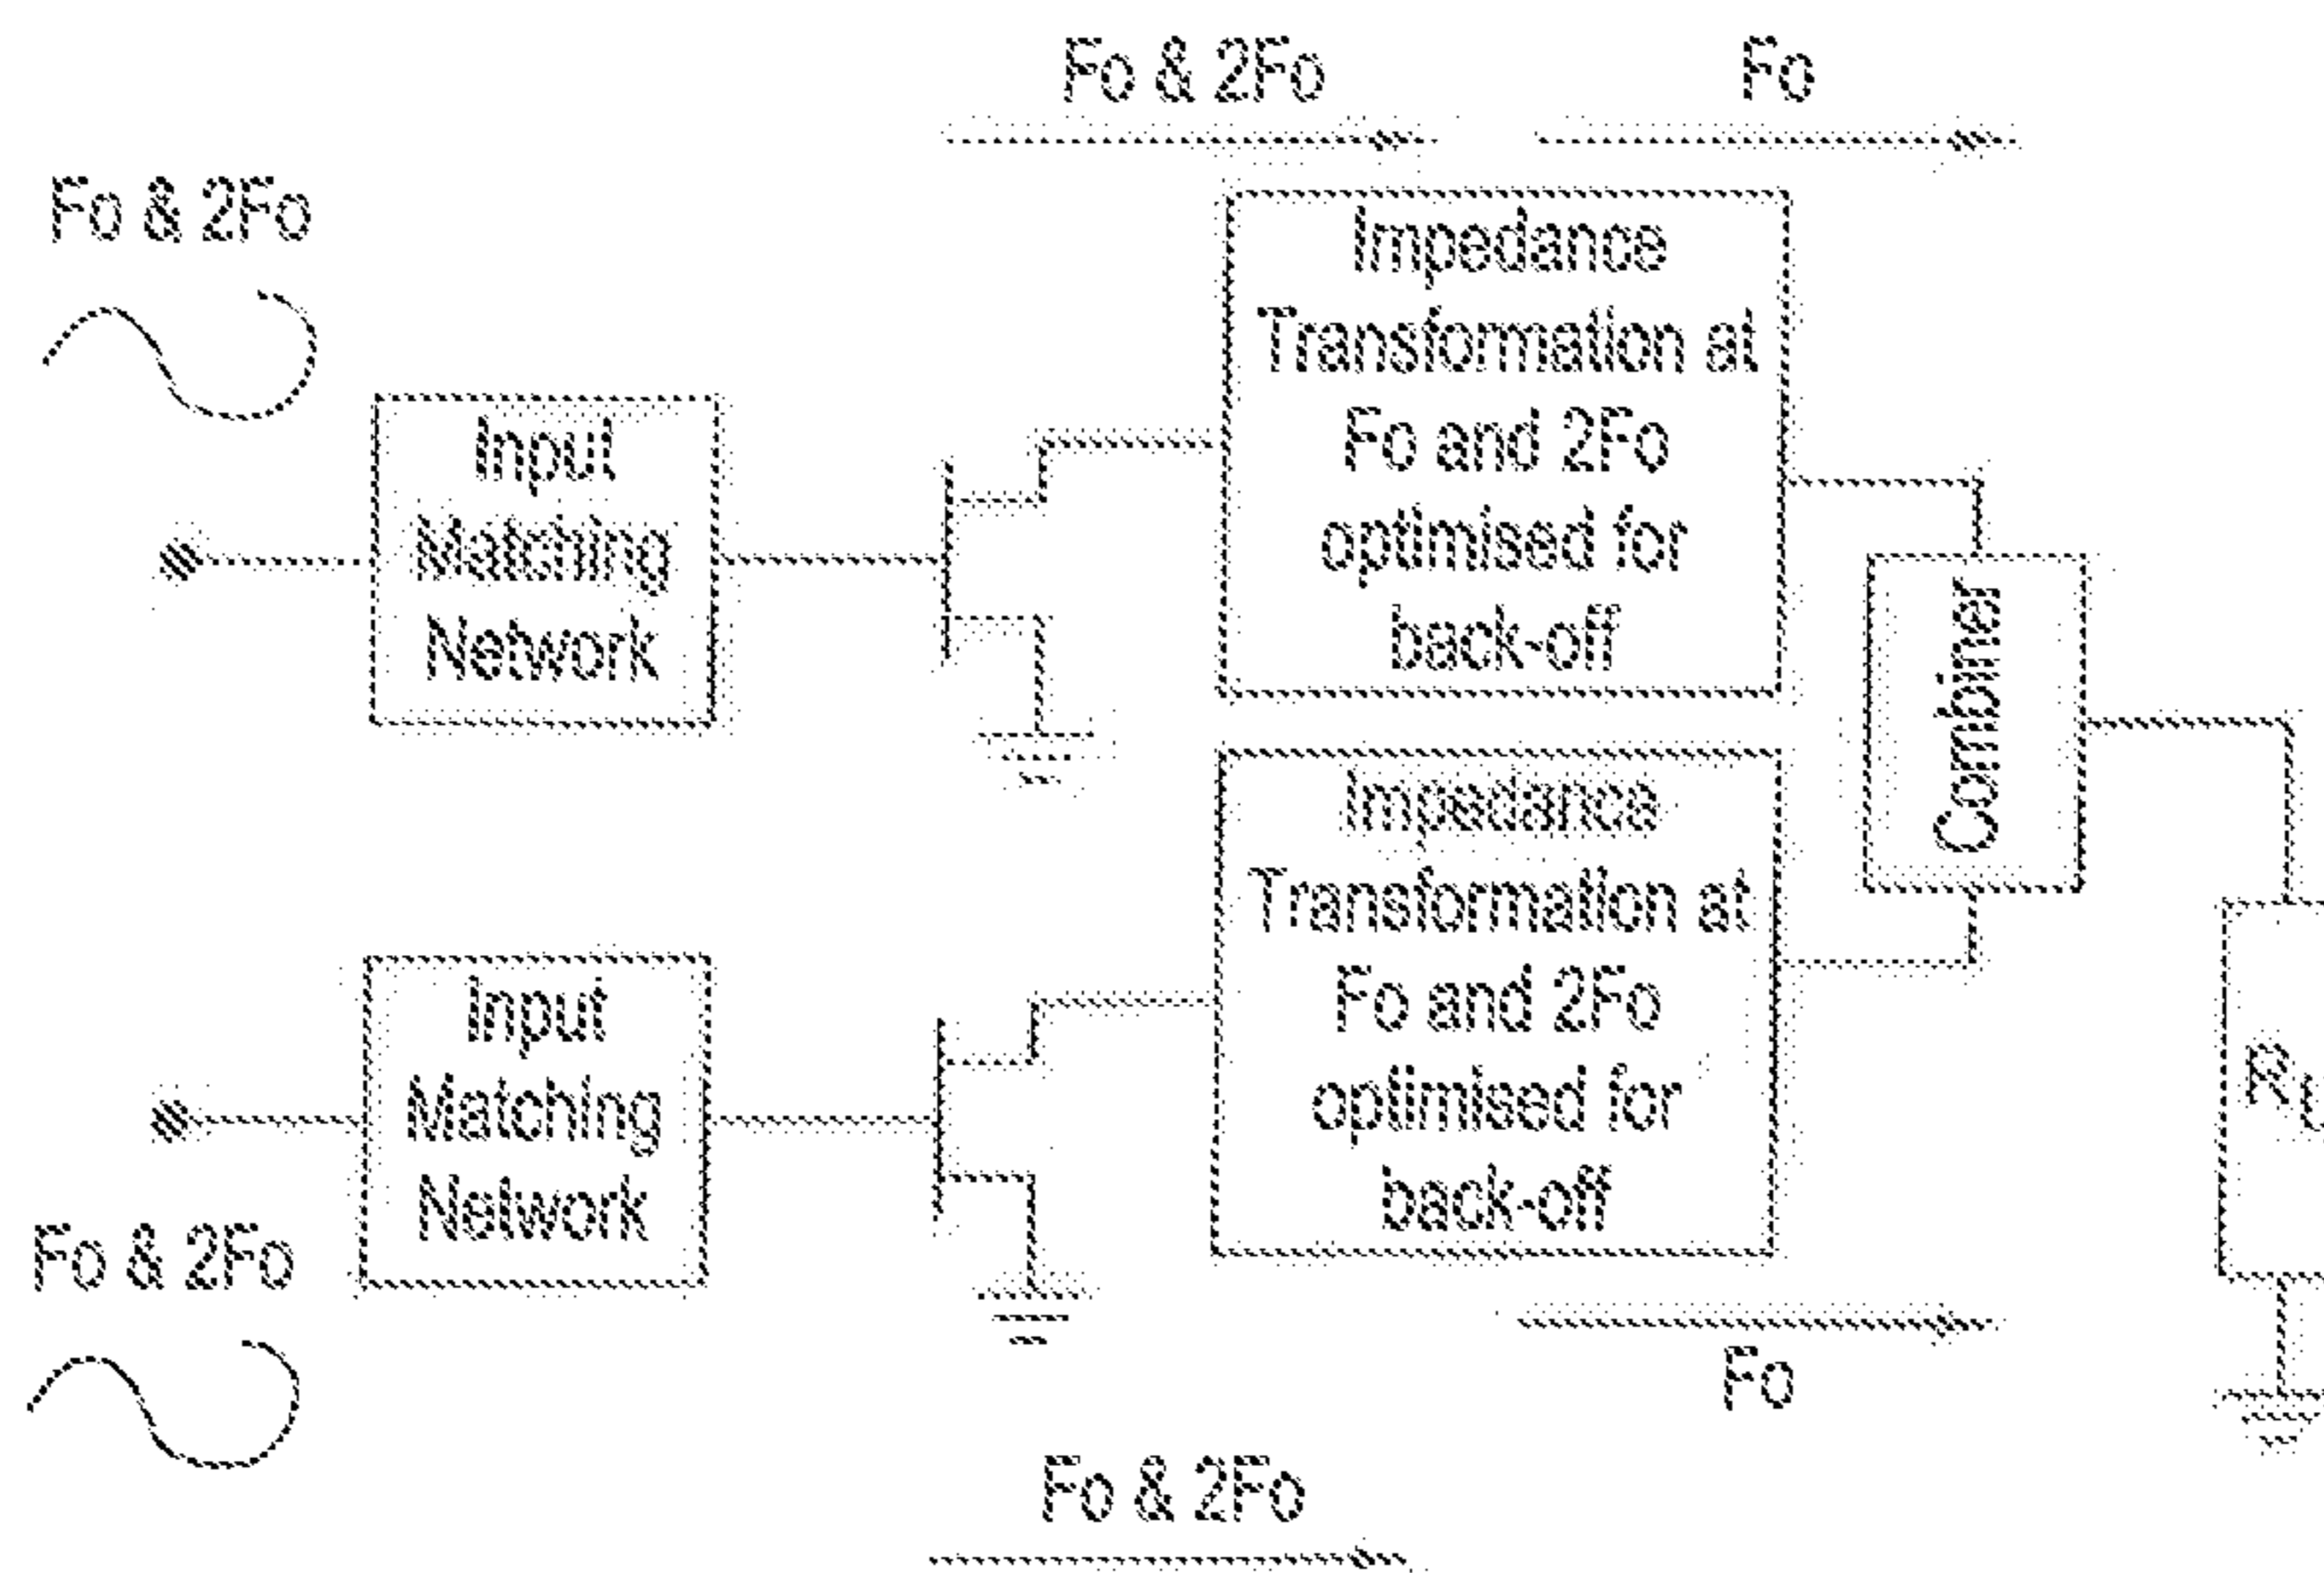 Fo & 2Fo
Fo
Fo & 2Fo
Input
Matching
Network
Impedance
Transformation at
Fo and 2Fo
optimised for
back-off
Combiner
Input
Matching
Network
Impedance
Transformation at
Fo and 2Fo
optimised for
back-off
RL
Fo & 2Fo
Fo
Fo & 2Fo